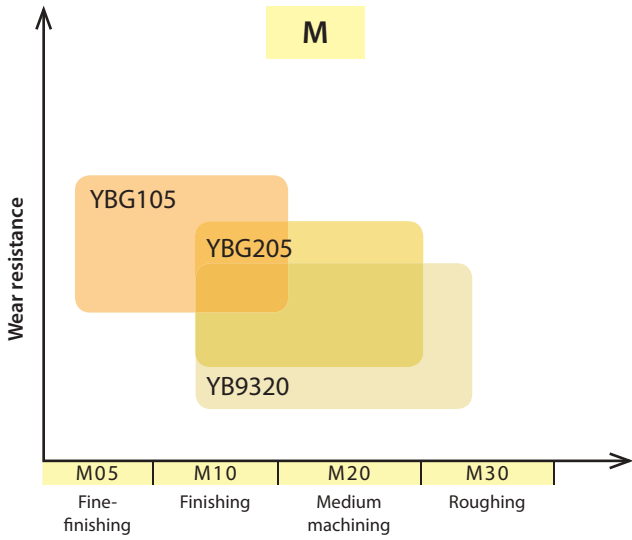 M
Wear resistance
YBG105
YBG205
YB9320
M05 M10 M20 M30
Fine- Finishing Medium Roughing
finishing machining